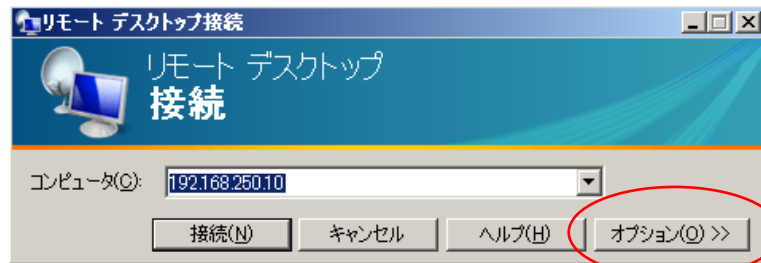 リモート デスクトップ接続
リモート デスクトップ
接続
コンピュータ(C): 192.168.250.10
接続(N) キャンセル ヘルプ(H) オプション(O) >>